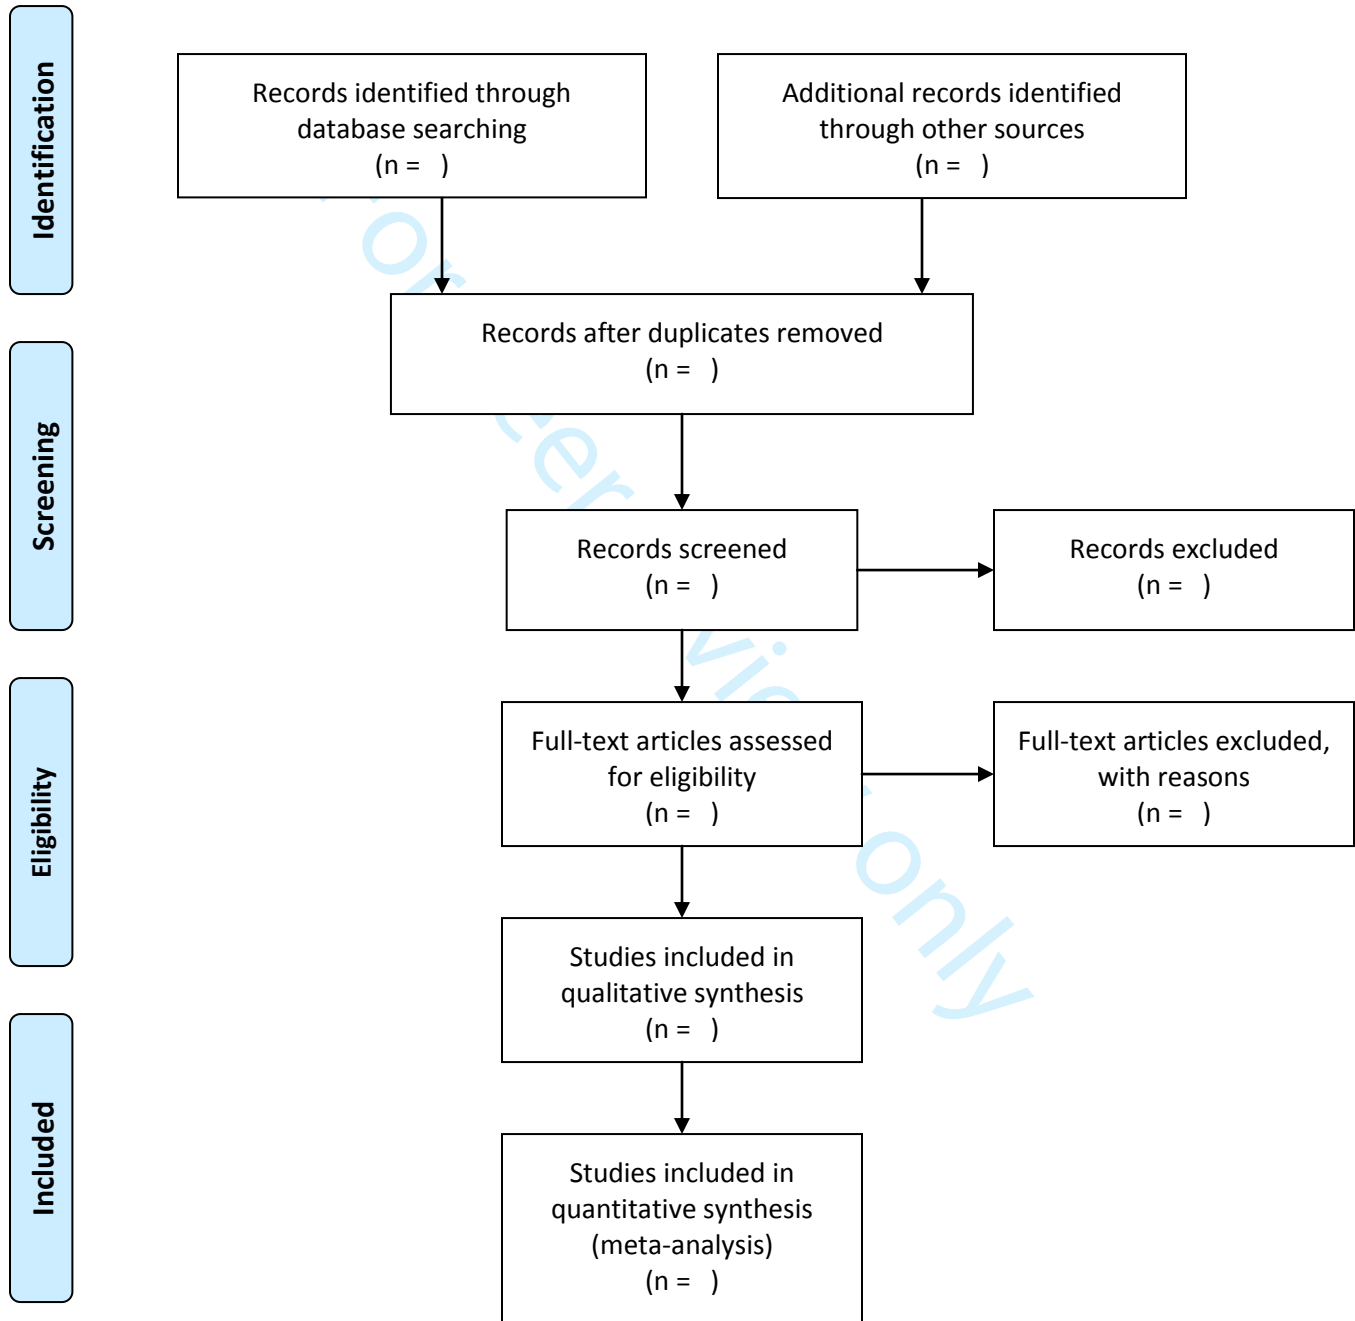 Identification
Records identified through
database searching
(n =   )
Additional records identified
through other sources
(n =   )
Records after duplicates removed
(n =   )
Screening
Records screened
(n =   )
Records excluded
(n =   )
Eligibility
Full-text articles assessed
for eligibility
(n =   )
Full-text articles excluded,
with reasons
(n =   )
Studies included in
qualitative synthesis
(n =   )
Included
Studies included in
quantitative synthesis
(meta-analysis)
(n =   )
only